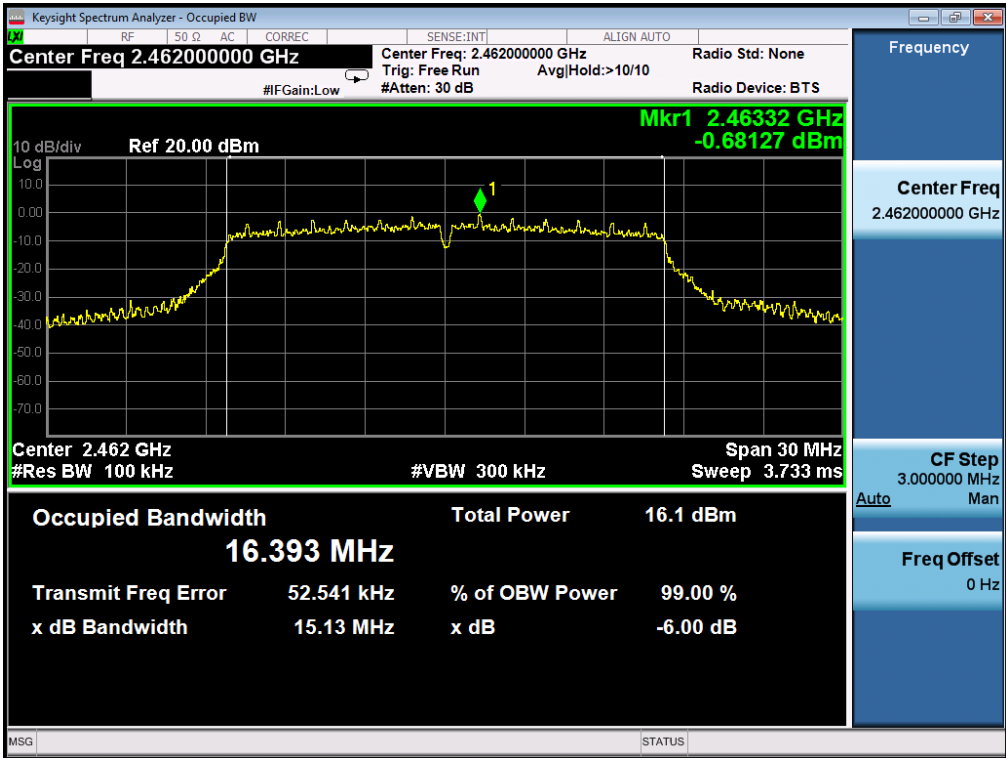 Keysight Spectrum Analyzer - Occupied BW
LXI RF 50 Ω AC CORREC SENSE:INT ALIGN AUTO
Center Freq 2.462000000 GHz
#IFGain:Low
Center Freq: 2.462000000 GHz Radio Std: None
Trig: Free Run Avg|Hold:>10/10
#Atten: 30 dB Radio Device: BTS
Mkr1 2.46332 GHz
-0.68127 dBm
10 dB/div Ref 20.00 dBm
Log
10.0
0.00
-10.0
-20.0
-30.0
-40.0
-50.0
-60.0
-70.0
1
Center 2.462 GHz Span 30 MHz
#Res BW 100 kHz #VBW 300 kHz Sweep 3.733 ms
Occupied Bandwidth Total Power 16.1 dBm
16.393 MHz
Transmit Freq Error 52.541 kHz % of OBW Power 99.00 %
x dB Bandwidth 15.13 MHz x dB -6.00 dB
Frequency
Center Freq
2.462000000 GHz
CF Step
3.000000 MHz
Auto Man
Freq Offset
0 Hz
MSG STATUS